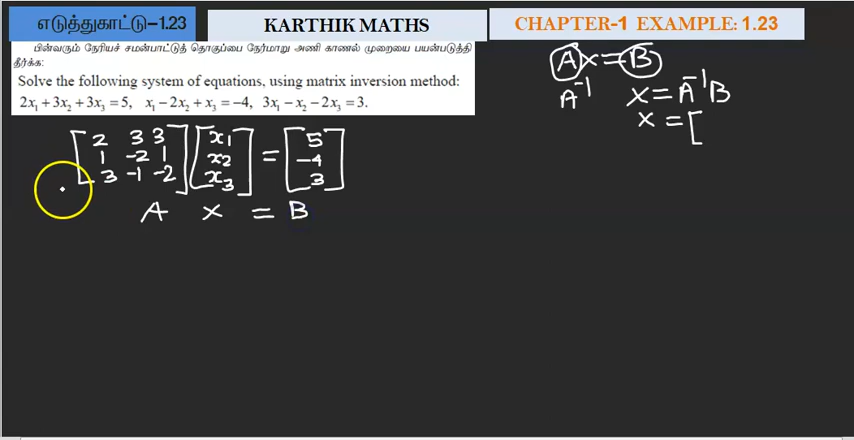 எடுத்துகாட்டு–1.23
KARTHIK MATHS
CHAPTER-1 EXAMPLE: 1.23
பின்வரும் நேரியச் சமன்பாட்டுத் தொகுப்பை நேர்மாறு அணி காணல் முறையை பயன்படுத்தி
தீர்க்க:
Solve the following system of equations, using matrix inversion method:
2x₁ + 3x₂ + 3x₃ = 5, x₁ − 2x₂ + x₃ = −4, 3x₁ − x₂ − 2x₃ = 3.
[2 3 3] [x1] = [5]
[1 -2 1] [x2] [-4]
[3 -1 -2] [x3] [3]
A X = B
AX = B
A⁻¹ X = A⁻¹B
X = [